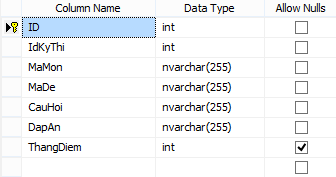 Column Name Data Type Allow Nulls
ID int
IdKyThi int
MaMon nvarchar(255)
MaDe nvarchar(255)
CauHoi nvarchar(255)
DapAn nvarchar(255)
ThangDiem int